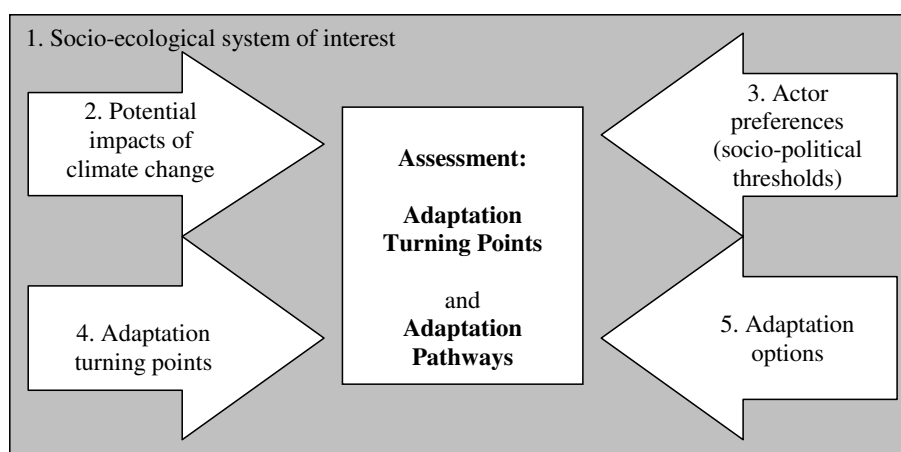 1. Socio-ecological system of interest
2. Potential
impacts of
climate change
3. Actor
preferences
(socio-political
thresholds)
Assessment:
Adaptation
Turning Points
and
Adaptation
Pathways
4. Adaptation
turning points
5. Adaptation
options